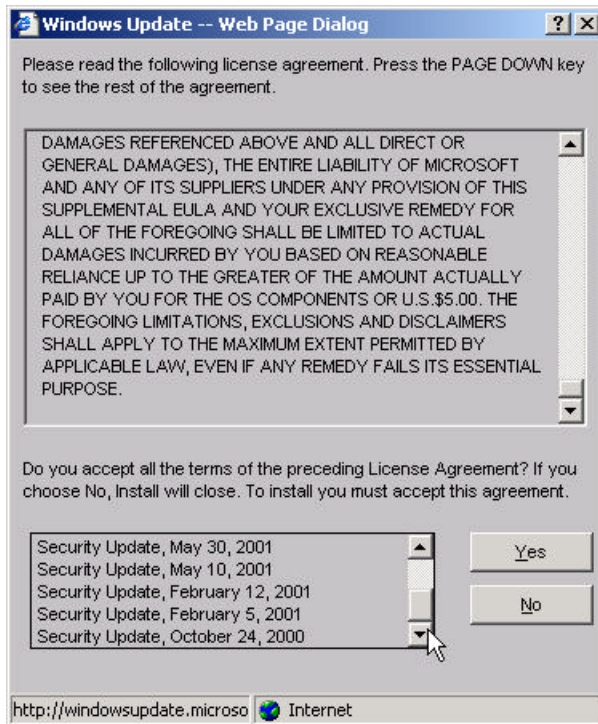 Windows Update -- Web Page Dialog
Please read the following license agreement. Press the PAGE DOWN key
to see the rest of the agreement.
DAMAGES REFERENCED ABOVE AND ALL DIRECT OR
GENERAL DAMAGES), THE ENTIRE LIABILITY OF MICROSOFT
AND ANY OF ITS SUPPLIERS UNDER ANY PROVISION OF THIS
SUPPLEMENTAL EULA AND YOUR EXCLUSIVE REMEDY FOR
ALL OF THE FOREGOING SHALL BE LIMITED TO ACTUAL
DAMAGES INCURRED BY YOU BASED ON REASONABLE
RELIANCE UP TO THE GREATER OF THE AMOUNT ACTUALLY
PAID BY YOU FOR THE OS COMPONENTS OR U.S.$5.00. THE
FOREGOING LIMITATIONS, EXCLUSIONS AND DISCLAIMERS
SHALL APPLY TO THE MAXIMUM EXTENT PERMITTED BY
APPLICABLE LAW, EVEN IF ANY REMEDY FAILS ITS ESSENTIAL
PURPOSE.
Do you accept all the terms of the preceding License Agreement? If you
choose No, Install will close. To install you must accept this agreement.
Security Update, May 30, 2001
Security Update, May 10, 2001
Security Update, February 12, 2001
Security Update, February 5, 2001
Security Update, October 24, 2000
Yes
No
http://windowsupdate.microso Internet